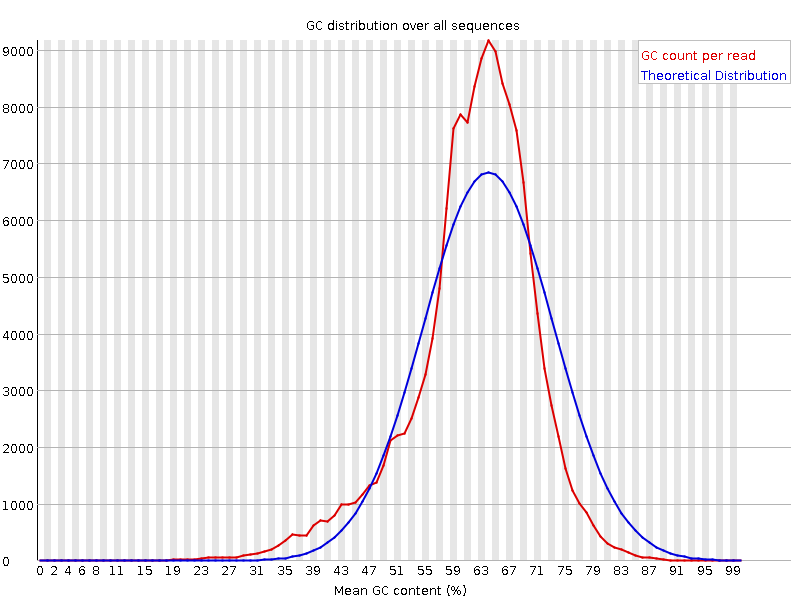 GC distribution over all sequences
GC count per read
Theoretical Distribution
9000
8000
7000
6000
5000
4000
3000
2000
1000
0
0 2 4 6 8 11 15 19 23 27 31 35 39 43 47 51 55 59 63 67 71 75 79 83 87 91 95 99
Mean GC content (%)